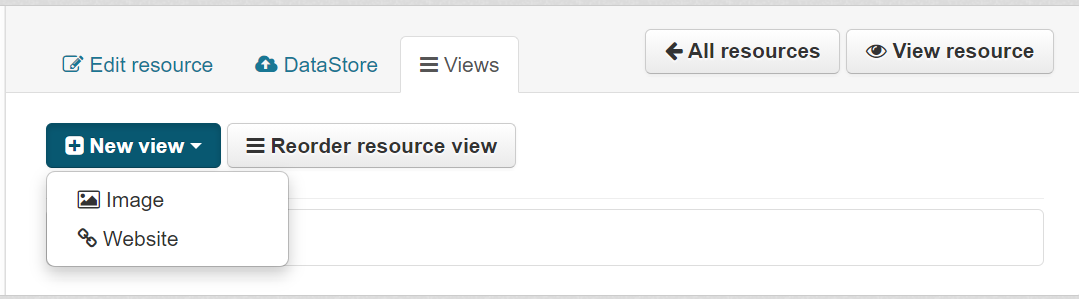 Edit resource DataStore Views All resources View resource
New view Reorder resource view
Image
Website